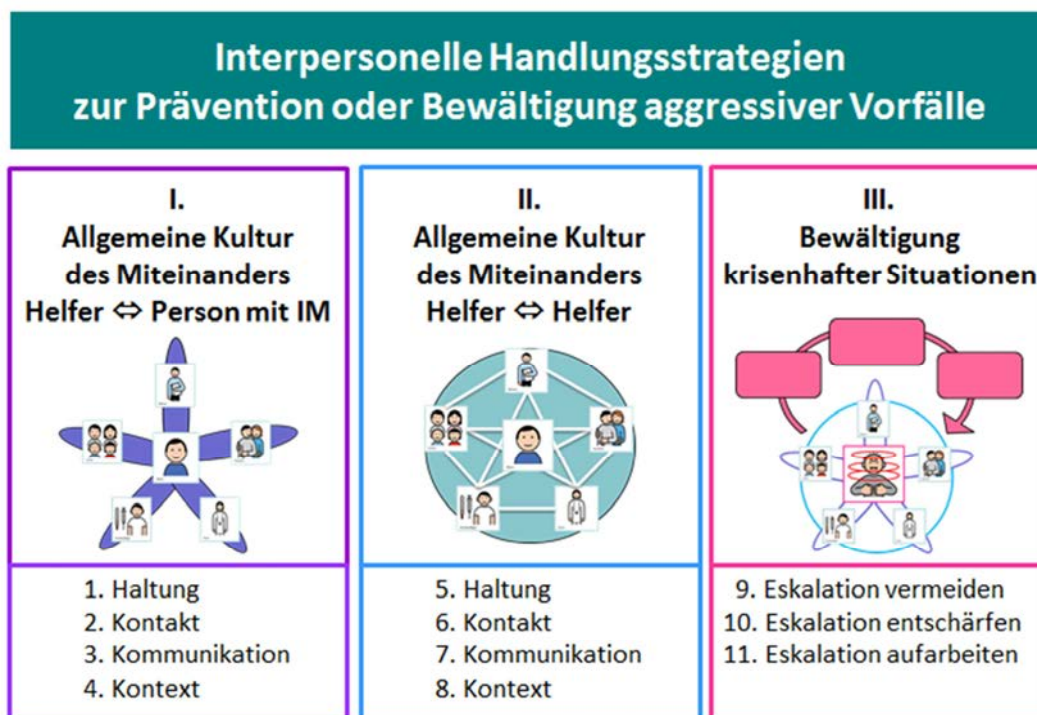 Interpersonelle Handlungsstrategien
zur Prävention oder Bewältigung aggressiver Vorfälle
I.
Allgemeine Kultur
des Miteinanders
Helfer ⇔ Person mit IM
1. Haltung
2. Kontakt
3. Kommunikation
4. Kontext
II.
Allgemeine Kultur
des Miteinanders
Helfer ⇔ Helfer
5. Haltung
6. Kontakt
7. Kommunikation
8. Kontext
III.
Bewältigung
krisenhafter Situationen
9. Eskalation vermeiden
10. Eskalation entschärfen
11. Eskalation aufarbeiten